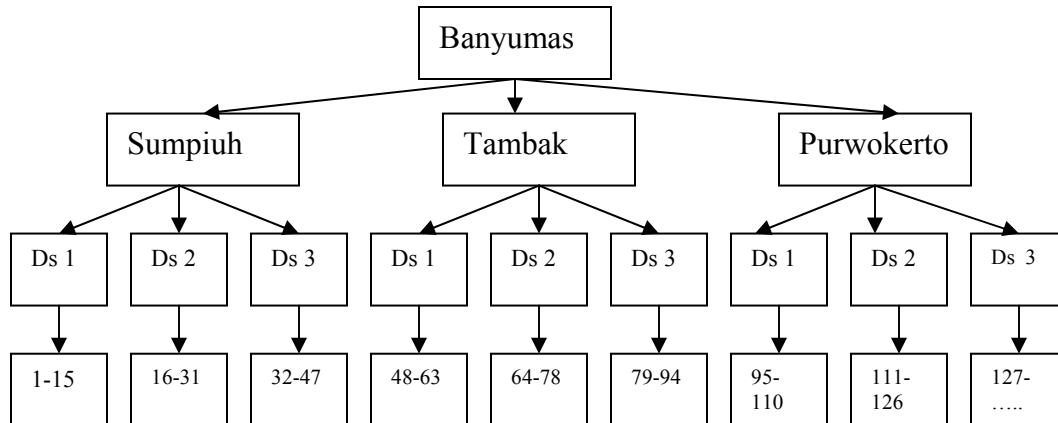 Banyumas
Sumpiuh
Tambak
Purwokerto
Ds 1
Ds 2
Ds 3
Ds 1
Ds 2
Ds 3
Ds 1
Ds 2
Ds 3
1-15
16-31
32-47
48-63
64-78
79-94
95-
110
111-
126
127-
…..